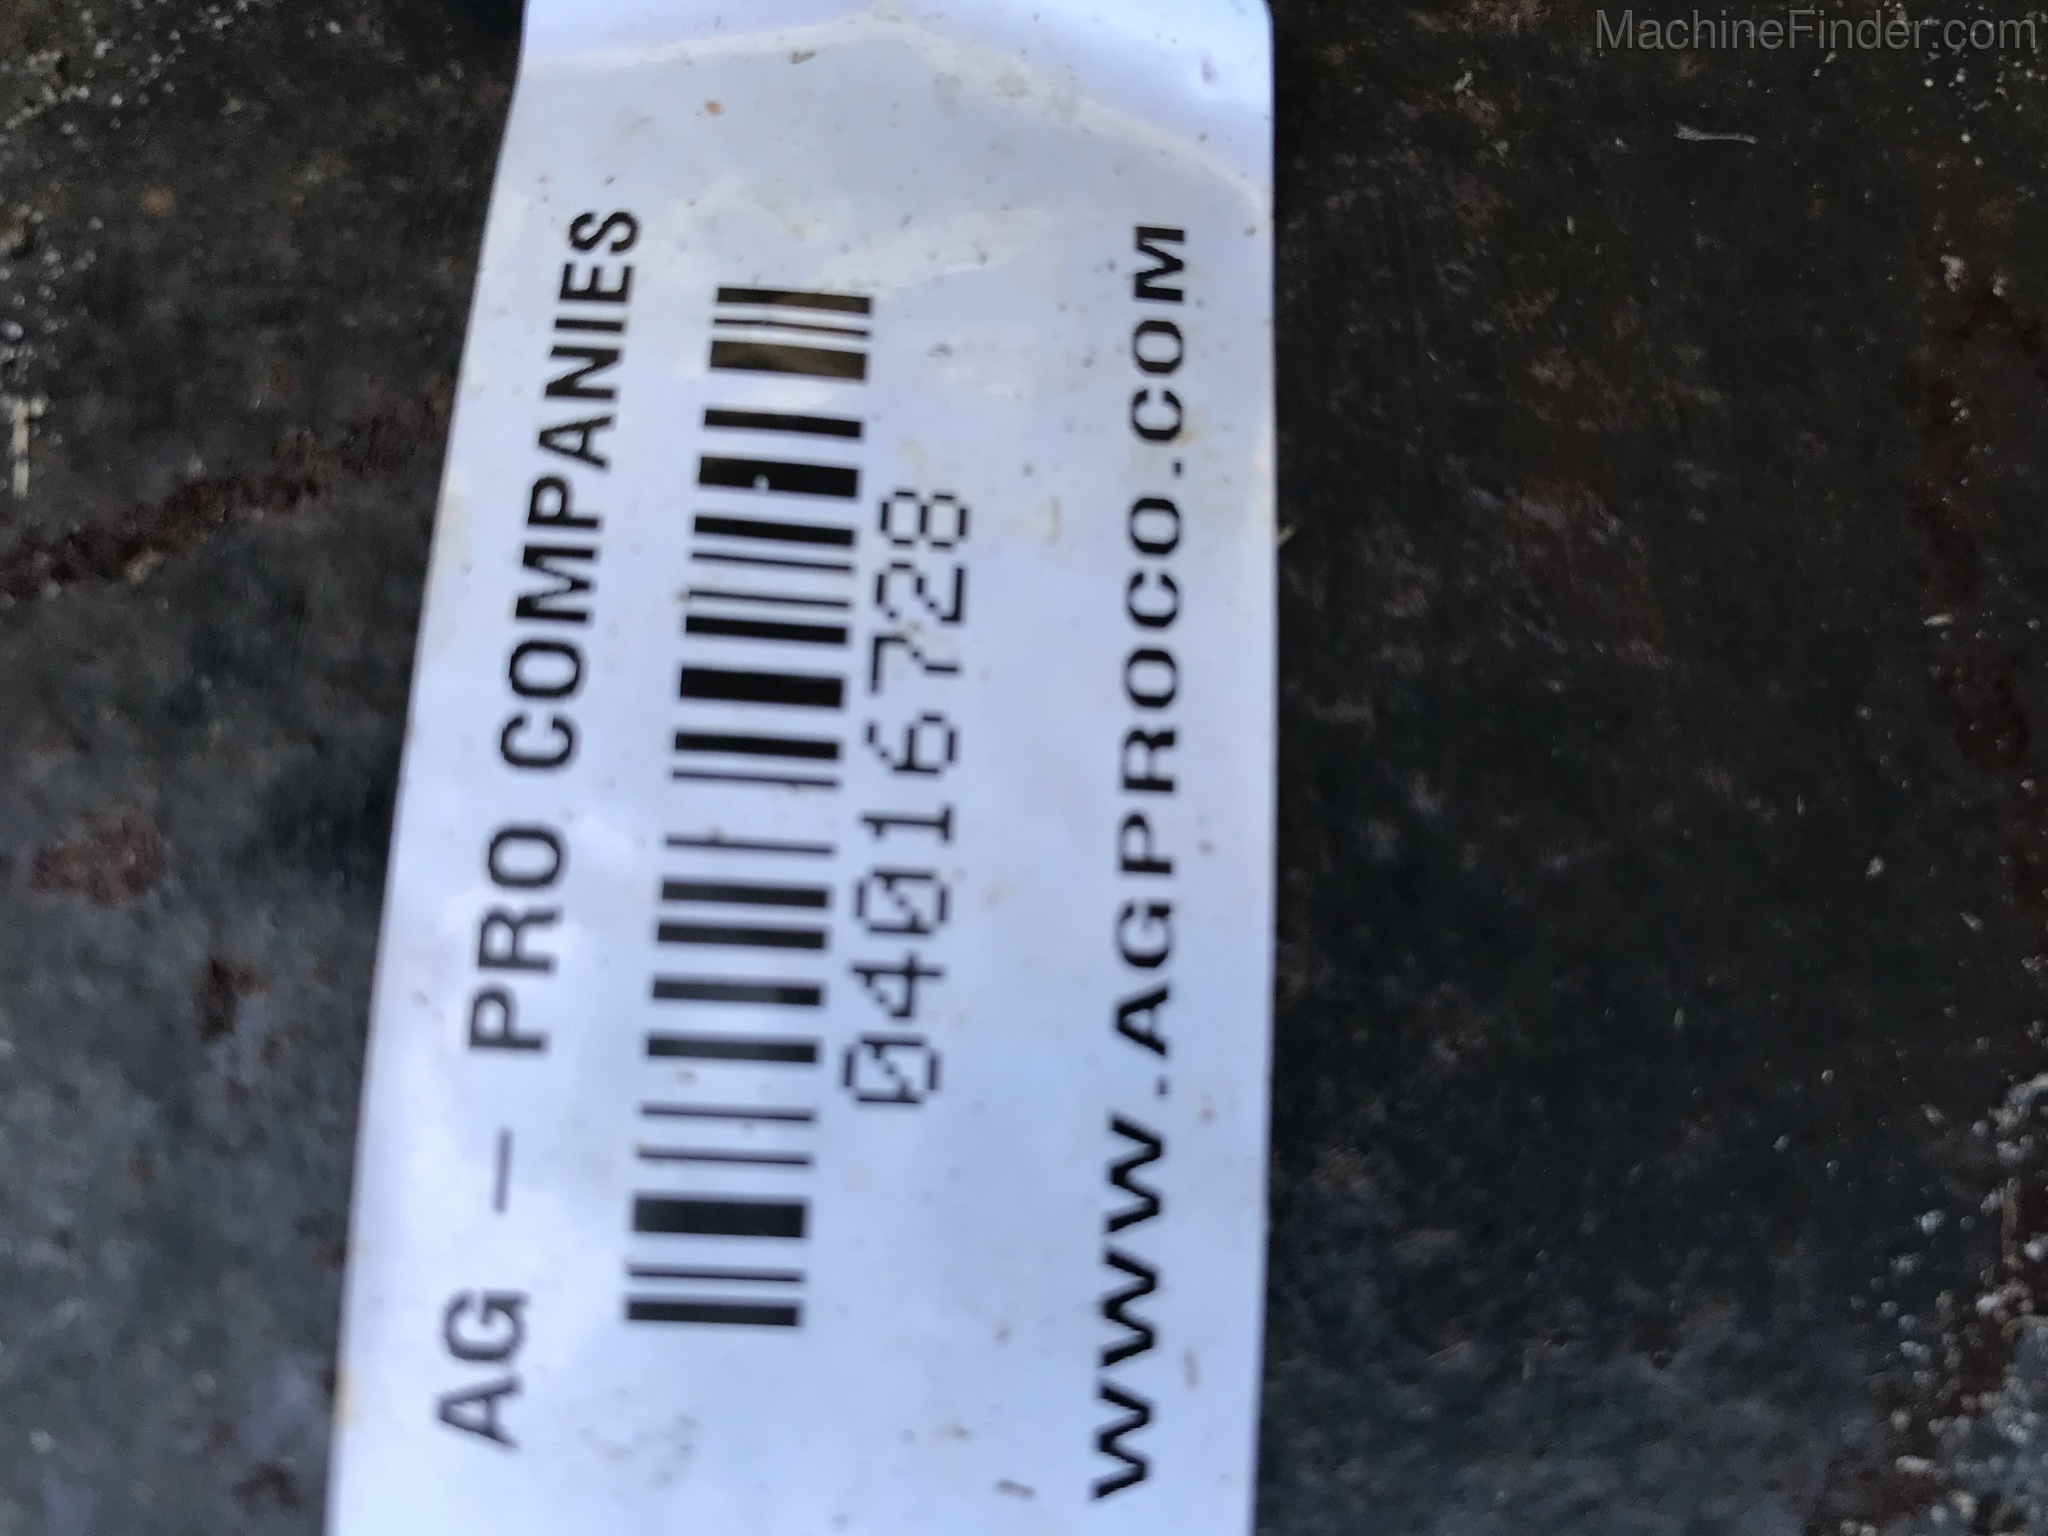 MachineFinder.com
AG - PRO COMPANIES
04016728
WWW.AGPROCO.COM